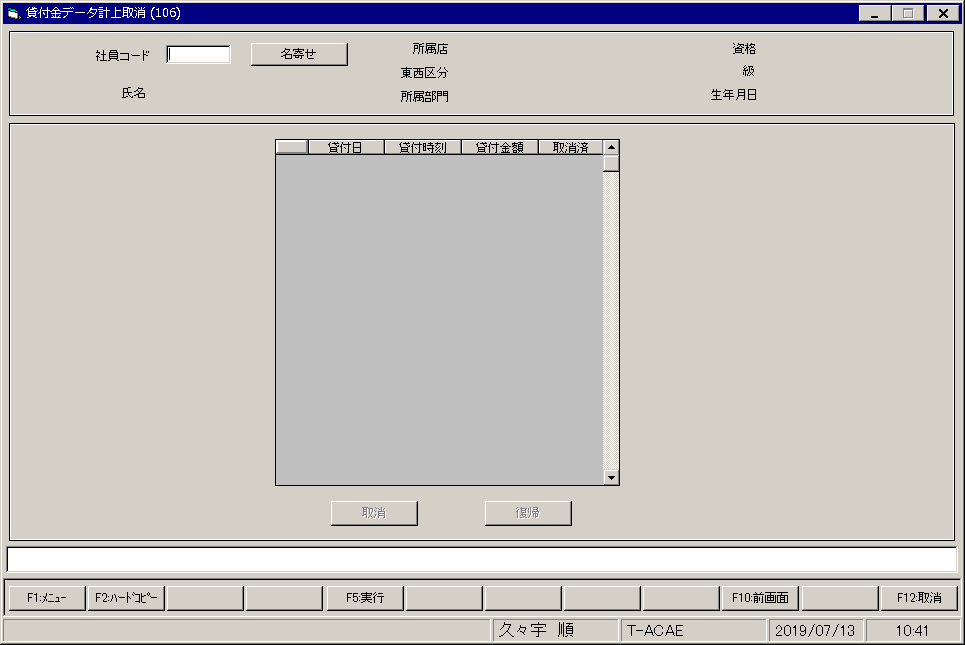 貸付金データ計上取消 (106)
社員コード 名寄せ 所属店 資格
東西区分 級
氏名 所属部門 生年月日
貸付日 貸付時刻 貸付金額 取消済
取消 復帰
F1:ﾒﾆｭｰ F2:ﾊｰﾄﾞｺﾋﾟｰ F5:実行 F10:前画面 F12:取消
久々宇 順 T-ACAE 2019/07/13 10:41